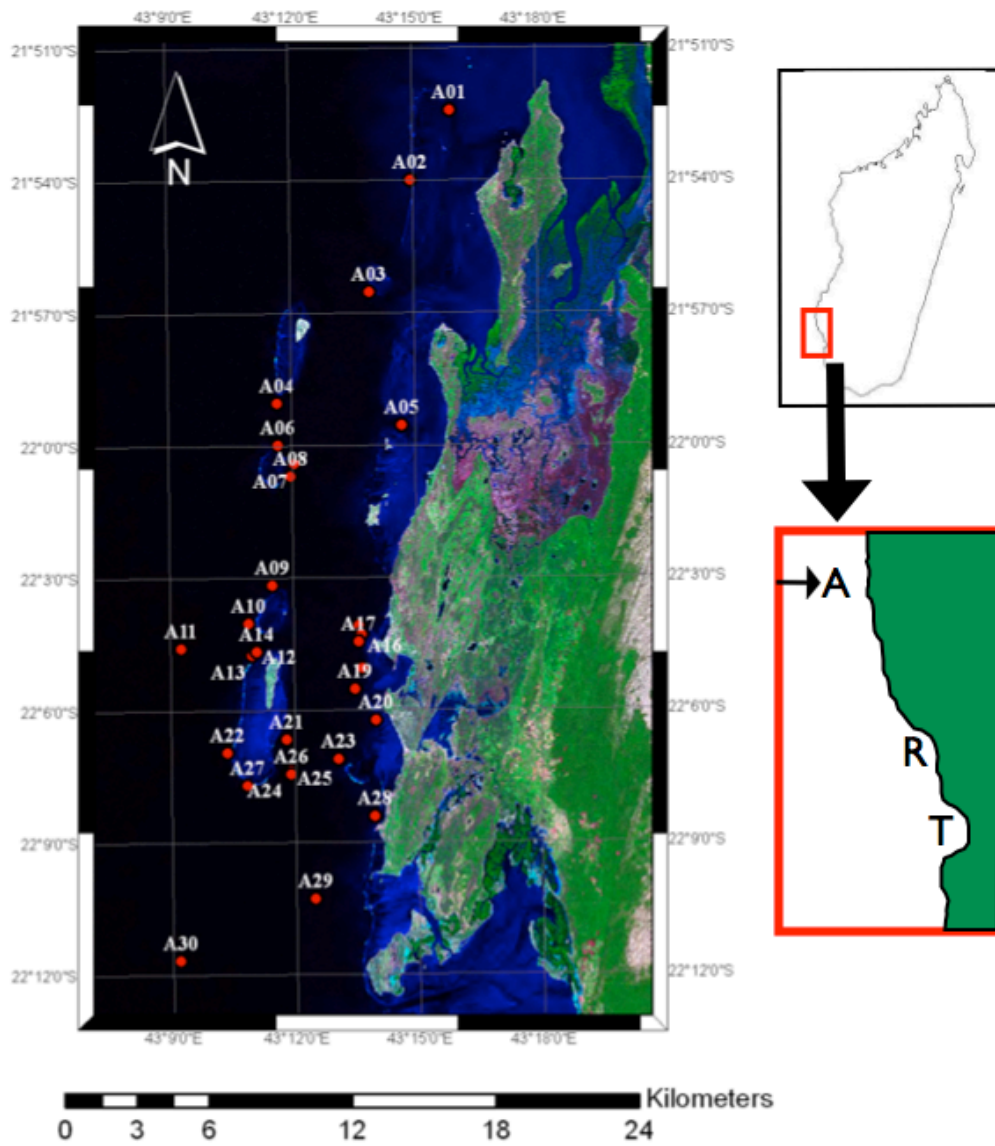 43°9'0"E 43°12'0"E 43°15'0"E 43°18'0"E
21°51'0"S 21°51'0"S
A01
N
A02
21°54'0"S 21°54'0"S
A03
21°57'0"S 21°57'0"S
A04
A05
A06
22°0'0"S 22°0'0"S
A08
A07
22°3'0"S 22°3'0"S
A09
A
A10
A11 A17
A14 A16
A12
A13
A19
A20
22°6'0"S 22°6'0"S
A21
A22 A23
R
A26
A27 A25
A24
A28
T
22°9'0"S 22°9'0"S
A29
A30
22°12'0"S 22°12'0"S
43°9'0"E 43°12'0"E 43°15'0"E 43°18'0"E
Kilometers
0 3 6 12 18 24